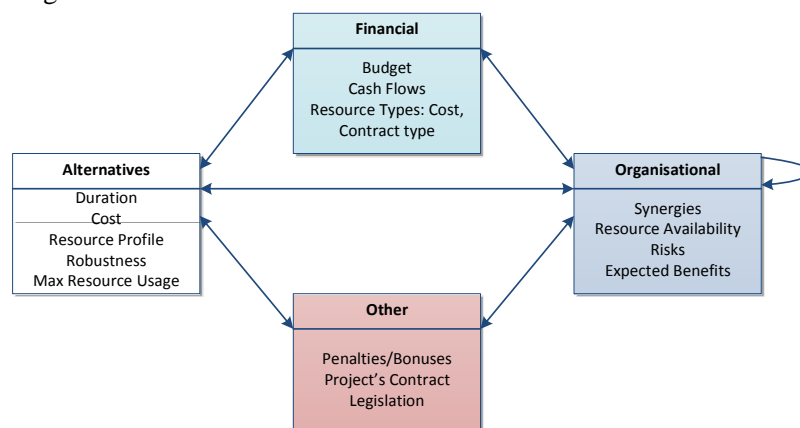 Financial
Budget
Cash Flows
Resource Types: Cost,
Contract type
Alternatives
Duration
Cost
Resource Profile
Robustness
Max Resource Usage
Organisational
Synergies
Resource Availability
Risks
Expected Benefits
Other
Penalties/Bonuses
Project’s Contract
Legislation